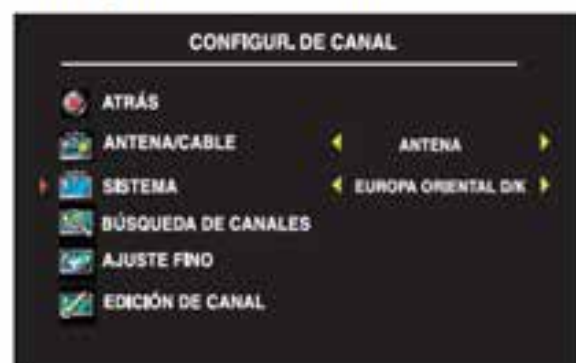 CONFIGUR. DE CANAL
ATRÁS
ANTENA/CABLE ANTENA
SISTEMA EUROPA ORIENTAL D/K
BÚSQUEDA DE CANALES
AJUSTE FINO
EDICIÓN DE CANAL